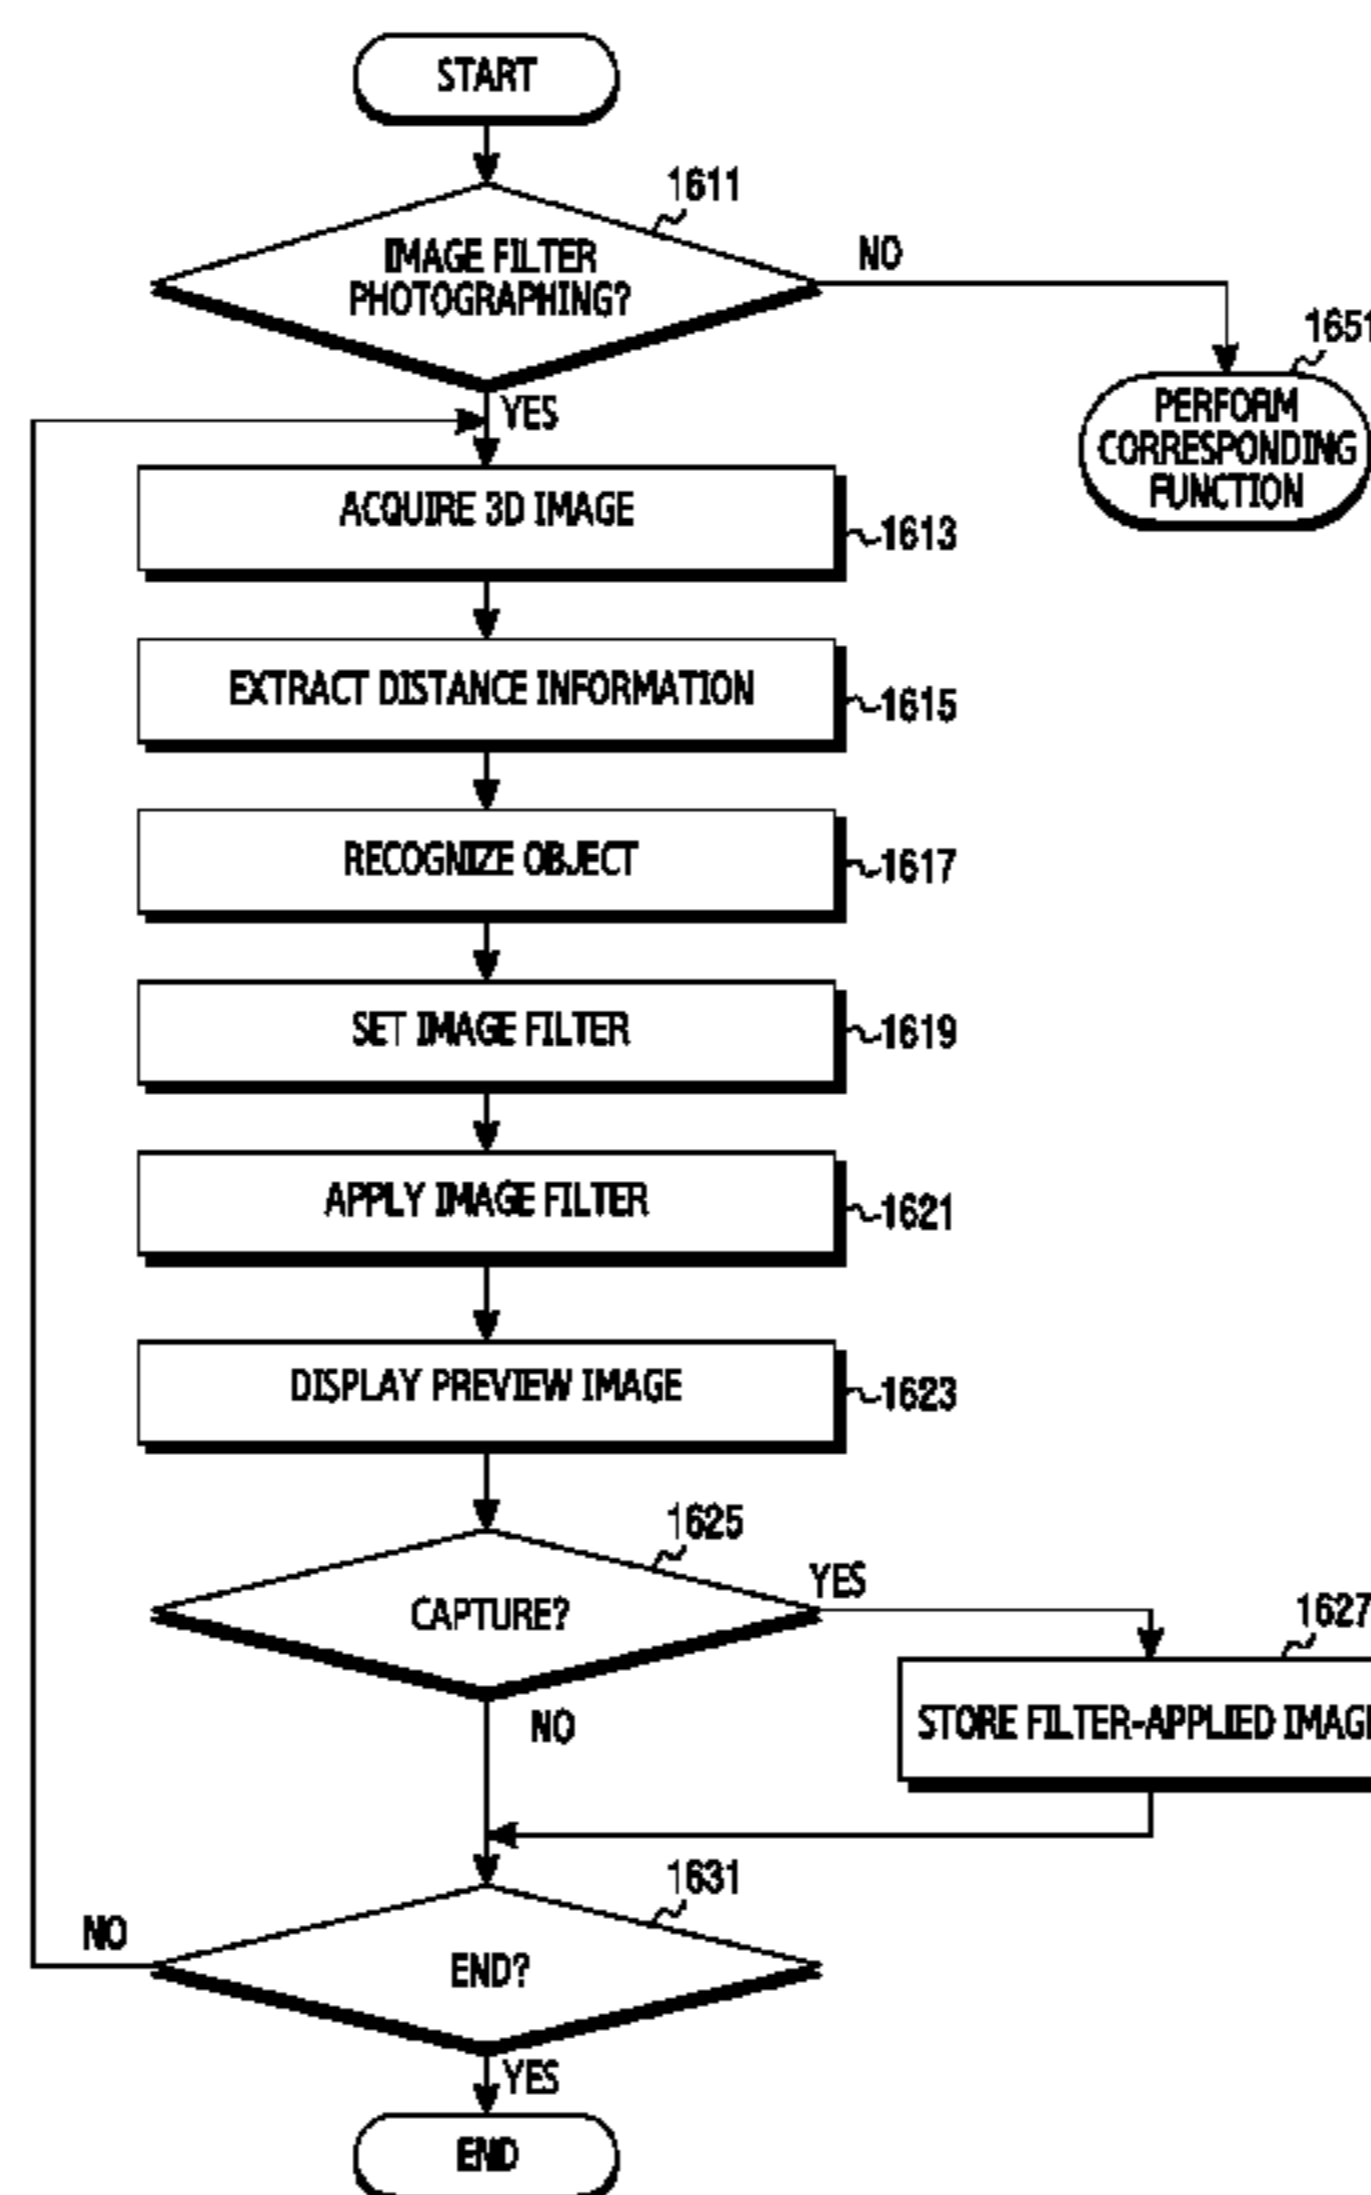 START
1611
IMAGE FILTER
PHOTOGRAPHING?
NO
1651
PERFORM
CORRESPONDING
FUNCTION
YES
ACQUIRE 3D IMAGE
1613
EXTRACT DISTANCE INFORMATION
1615
RECOGNIZE OBJECT
1617
SET IMAGE FILTER
1619
APPLY IMAGE FILTER
1621
DISPLAY PREVIEW IMAGE
1623
1625
CAPTURE?
YES
1627
STORE FILTER-APPLIED IMAGE
NO
1631
END?
NO
YES
END